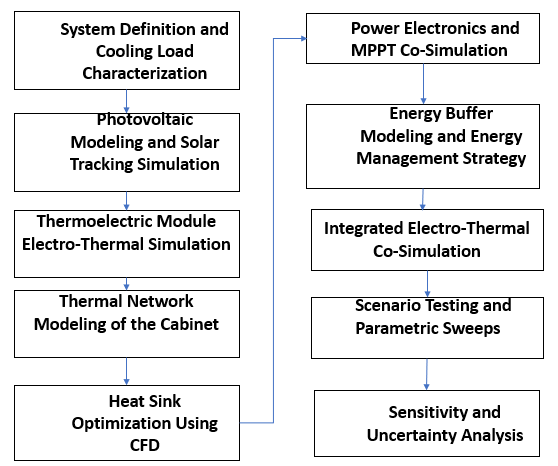 System Definition and
Cooling Load
Characterization
Photovoltaic
Modeling and Solar
Tracking Simulation
Thermoelectric Module
Electro-Thermal Simulation
Thermal Network
Modeling of the Cabinet
Heat Sink
Optimization Using
CFD
Power Electronics and
MPPT Co-Simulation
Energy Buffer
Modeling and Energy
Management Strategy
Integrated Electro-Thermal
Co-Simulation
Scenario Testing and
Parametric Sweeps
Sensitivity and
Uncertainty Analysis